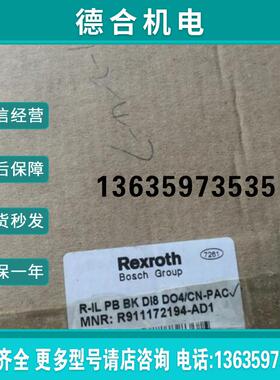 德合机电
信经营
后保障
货秒发
保一年
13635973535
Rexroth
Bosch Group
7261
R-IL PB BK DI8 DO4/CN-PAC
MNR: R911172194-AD1
齐全 更多型号请店咨询 电话:1363597